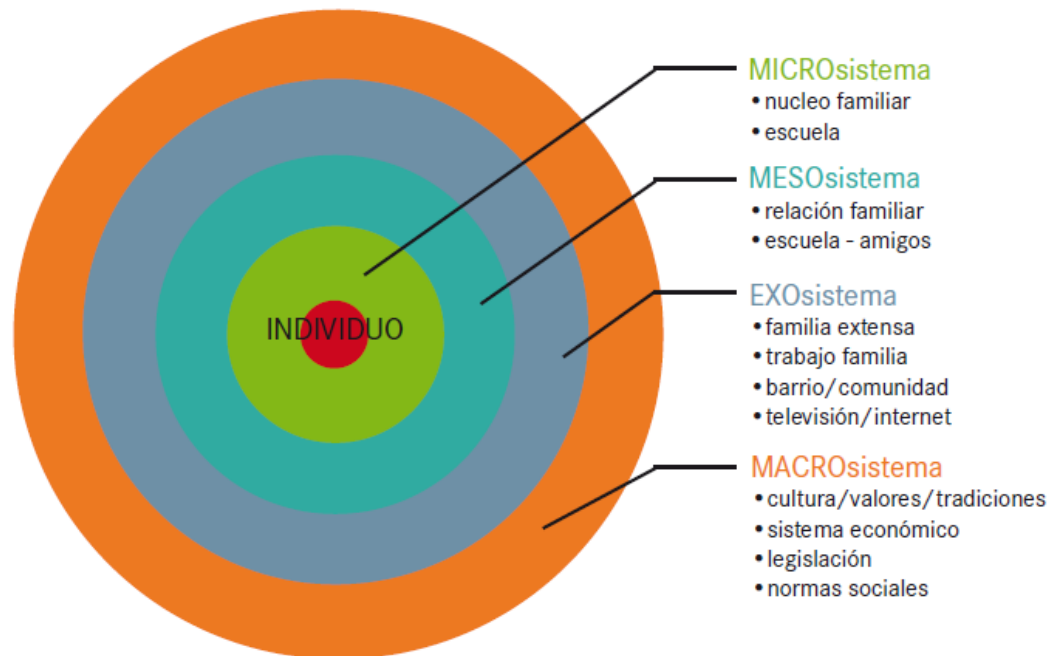 INDIVIDUO
MICROsistema
• nucleo familiar
• escuela
MESOsistema
• relación familiar
• escuela - amigos
EXOsistema
• familia extensa
• trabajo familia
• barrio/comunidad
• televisión/internet
MACROsistema
• cultura/valores/tradiciones
• sistema económico
• legislación
• normas sociales